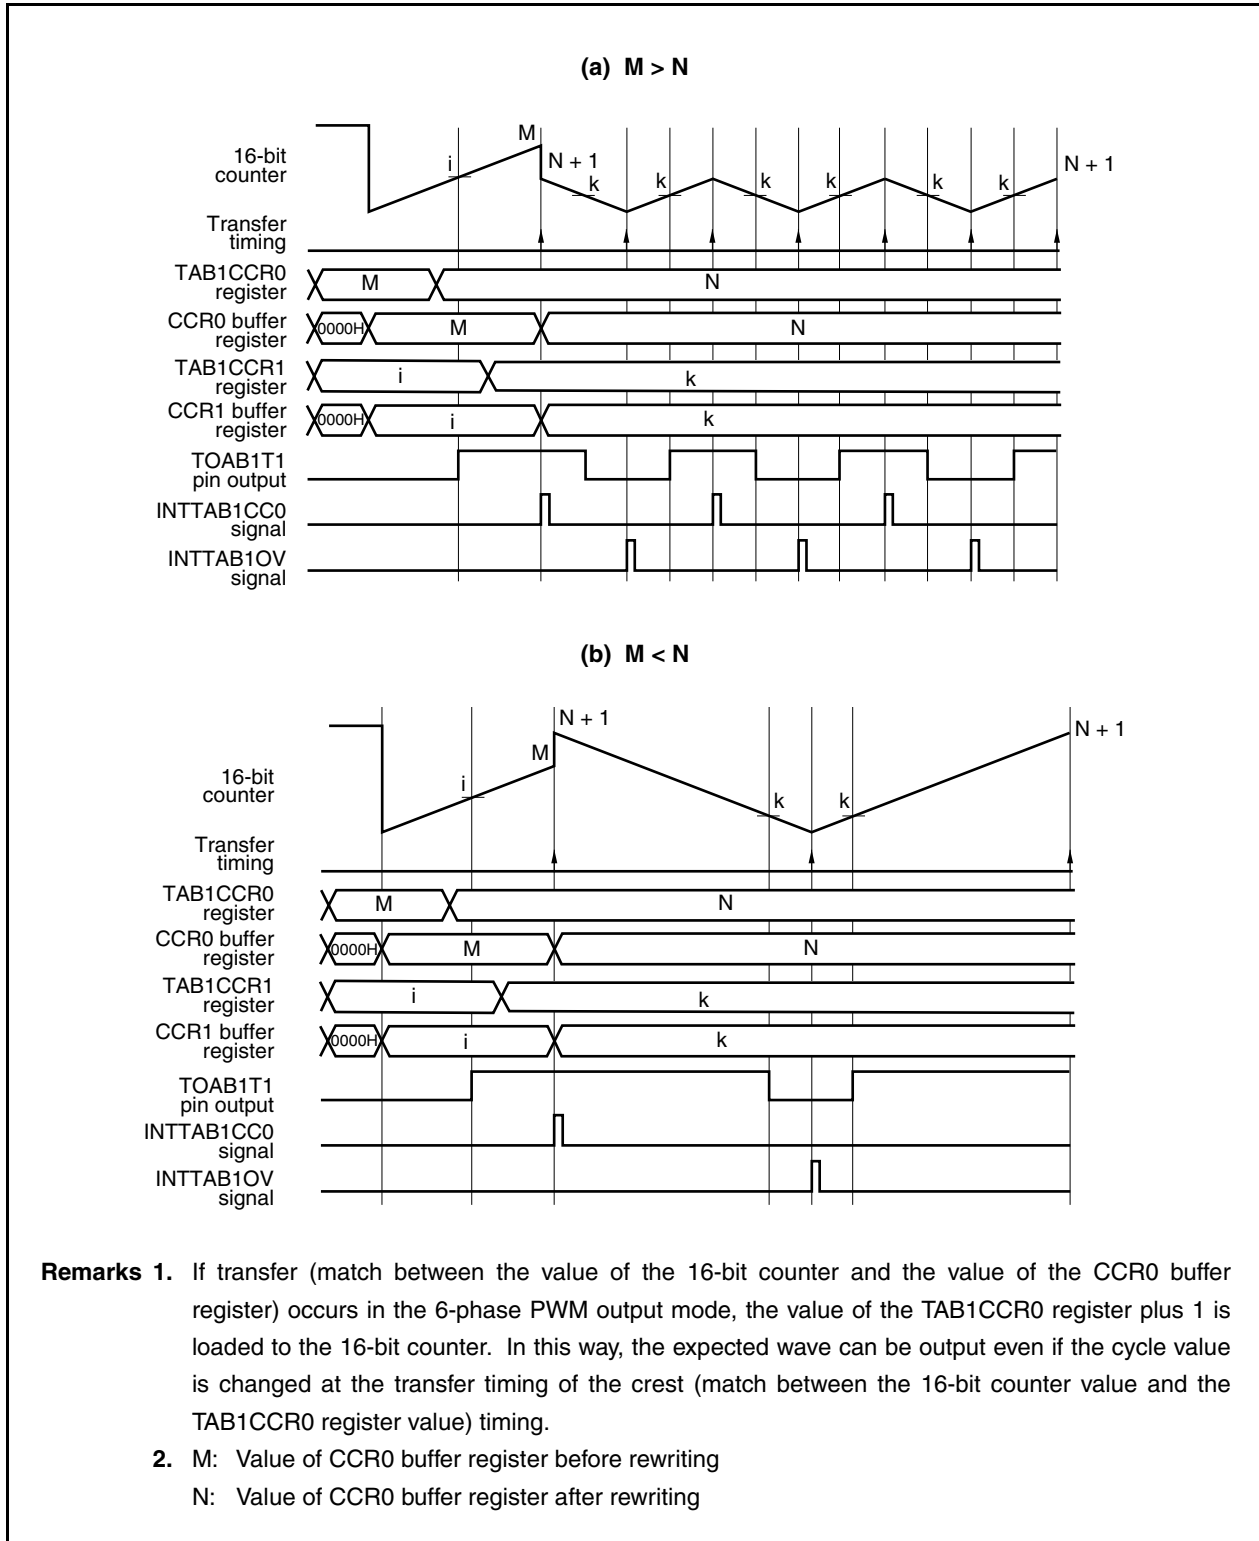 (a) M > N
M
N + 1
N + 1
i
k
k
k
k
k
k
16-bit
counter
Transfer
timing
TAB1CCR0
register
M
N
CCR0 buffer
register
0000H
M
N
TAB1CCR1
register
i
k
CCR1 buffer
register
0000H
i
k
TOAB1T1
pin output
INTTAB1CC0
signal
INTTAB1OV
signal
(b) M < N
N + 1
N + 1
M
i
k
k
16-bit
counter
Transfer
timing
TAB1CCR0
register
M
N
CCR0 buffer
register
0000H
M
N
TAB1CCR1
register
i
k
CCR1 buffer
register
0000H
i
k
TOAB1T1
pin output
INTTAB1CC0
signal
INTTAB1OV
signal
Remarks 1. If transfer (match between the value of the 16-bit counter and the value of the CCR0 buffer
register) occurs in the 6-phase PWM output mode, the value of the TAB1CCR0 register plus 1 is
loaded to the 16-bit counter. In this way, the expected wave can be output even if the cycle value
is changed at the transfer timing of the crest (match between the 16-bit counter value and the
TAB1CCR0 register value) timing.
2. M: Value of CCR0 buffer register before rewriting
N: Value of CCR0 buffer register after rewriting